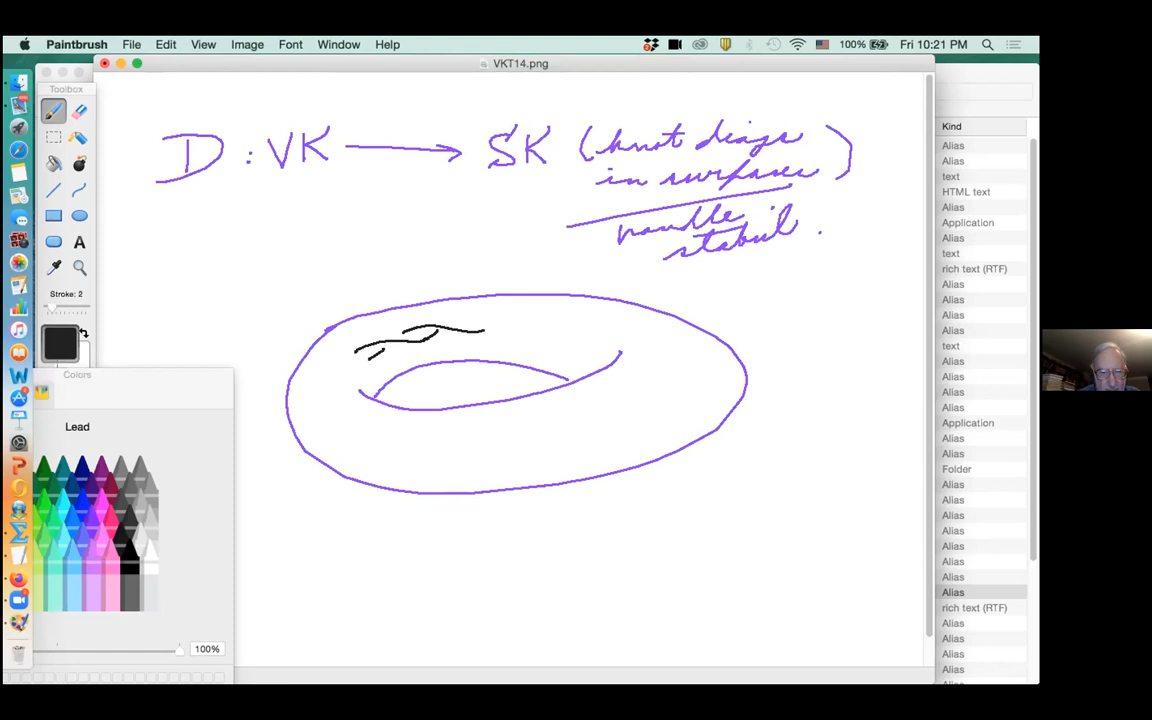 Paintbrush File Edit View Image Font Window Help 100% Fri 10:21 PM
VKT14.png
Toolbox
Stroke: 2
Colors
Lead
100%
D : VK → SK (knot diags
in surfaces)
handle
stabil.
Kind
Alias
Alias
text
HTML text
Alias
Application
Alias
text
rich text (RTF)
Alias
Alias
Alias
Alias
text
Alias
Alias
Alias
Alias
Application
Alias
Alias
Folder
Alias
Alias
Alias
Alias
Alias
Alias
Alias
Alias
rich text (RTF)
Alias
Alias
Alias
Alias
Alias